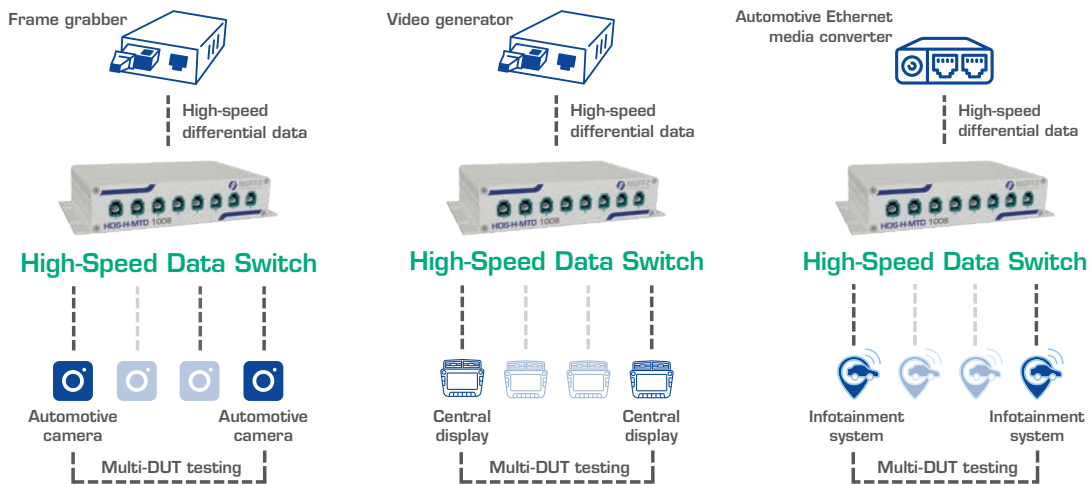 Frame grabber
High-speed
differential data
HDS-H-MTD 1008
High-Speed Data Switch
Automotive
camera
Automotive
camera
Multi-DUT testing
Video generator
High-speed
differential data
HDS-H-MTD 1008
High-Speed Data Switch
Central
display
Central
display
Multi-DUT testing
Automotive Ethernet
media converter
High-speed
differential data
HDS-H-MTD 1008
High-Speed Data Switch
Infotainment
system
Infotainment
system
Multi-DUT testing